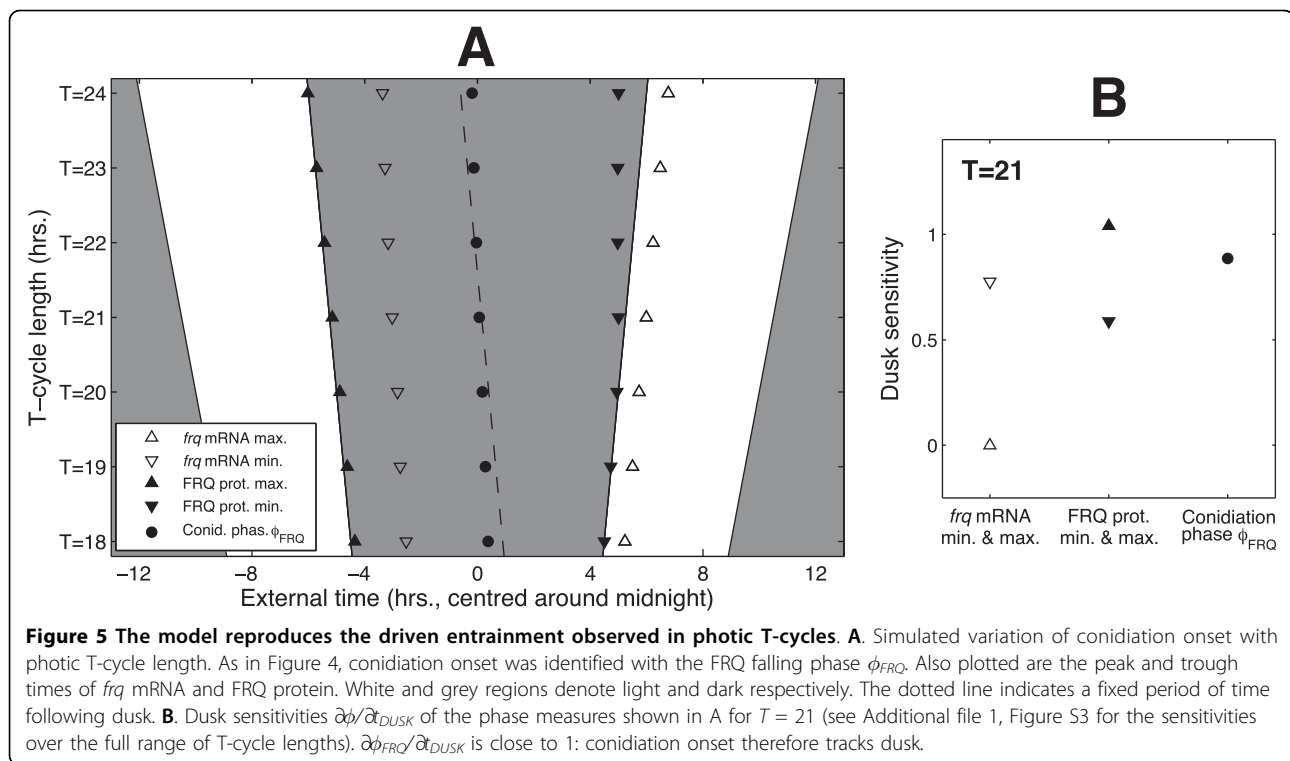 A
T=24
T=23
T=22
T=21
T=20
T=19
T=18
T−cycle length (hrs.)
frq mRNA max.
frq mRNA min.
FRQ prot. max.
FRQ prot. min.
Conid. phas. ϕFRQ
−12
−8
−4
0
4
8
12
External time (hrs., centred around midnight)
B
T=21
1
0.5
0
Dusk sensitivity
frq mRNA
min. & max.
FRQ prot.
min. & max.
Conidiation
phase ϕFRQ
Figure 5 The model reproduces the driven entrainment observed in photic T-cycles. A. Simulated variation of conidiation onset with
photic T-cycle length. As in Figure 4, conidiation onset was identified with the FRQ falling phase ϕFRQ. Also plotted are the peak and trough
times of frq mRNA and FRQ protein. White and grey regions denote light and dark respectively. The dotted line indicates a fixed period of time
following dusk. B. Dusk sensitivities ∂ϕ/∂tDUSK of the phase measures shown in A for T = 21 (see Additional file 1, Figure S3 for the sensitivities
over the full range of T-cycle lengths). ∂ϕFRQ/∂tDUSK is close to 1: conidiation onset therefore tracks dusk.